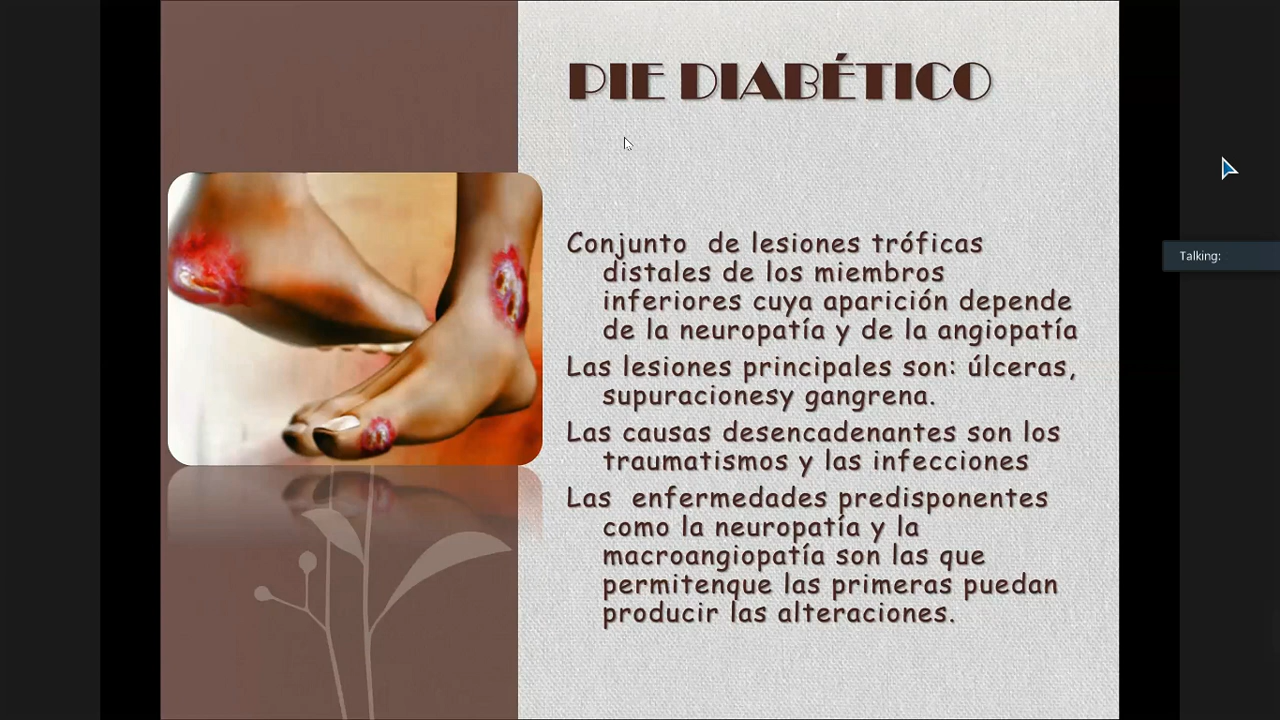 PIE DIABÉTICO
Conjunto  de lesiones tróficas
distales de los miembros
inferiores cuya aparición depende
de la neuropatía y de la angiopatía
Las lesiones principales son: úlceras,
supuracionesy gangrena.
Las causas desencadenantes son los
traumatismos y las infecciones
Las  enfermedades predisponentes
como la neuropatía y la
macroangiopatía son las que
permitenque las primeras puedan
producir las alteraciones.
Talking: